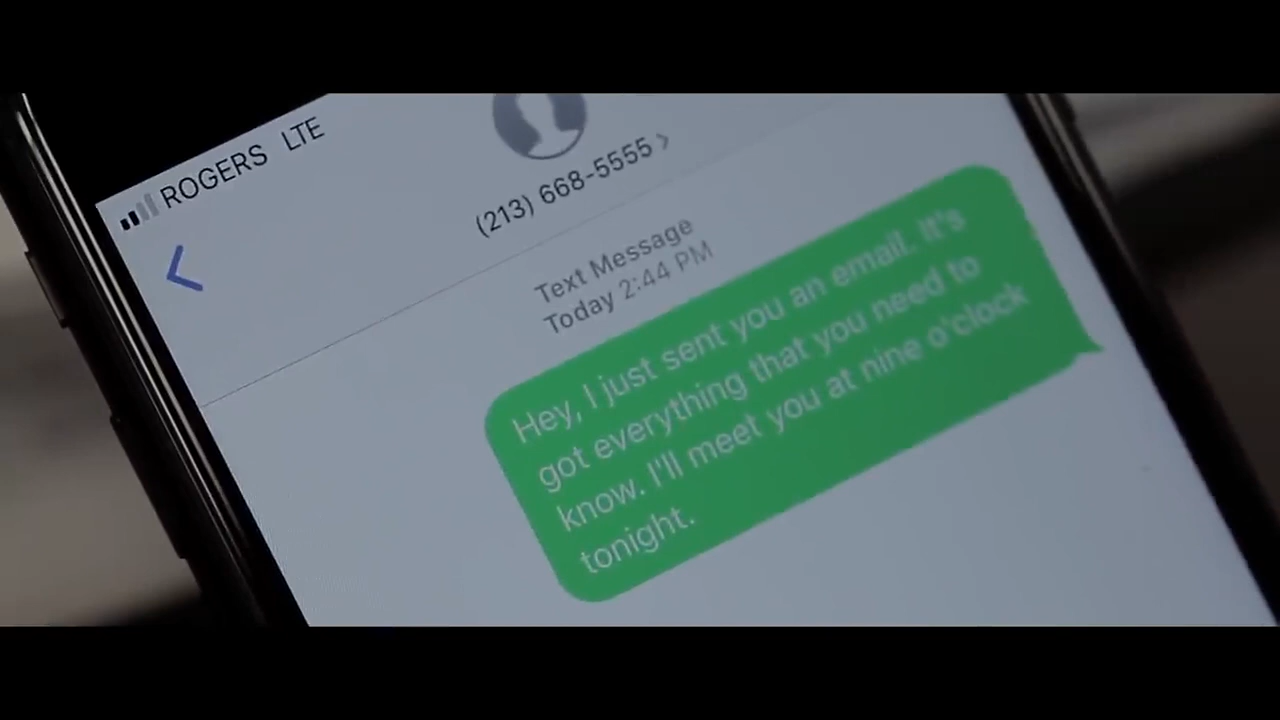 ROGERS LTE
(213) 668-5555 >
Text Message
Today 2:44 PM
Hey, I just sent you an email. It's
got everything that you need to
know. I'll meet you at nine o'clock
tonight.